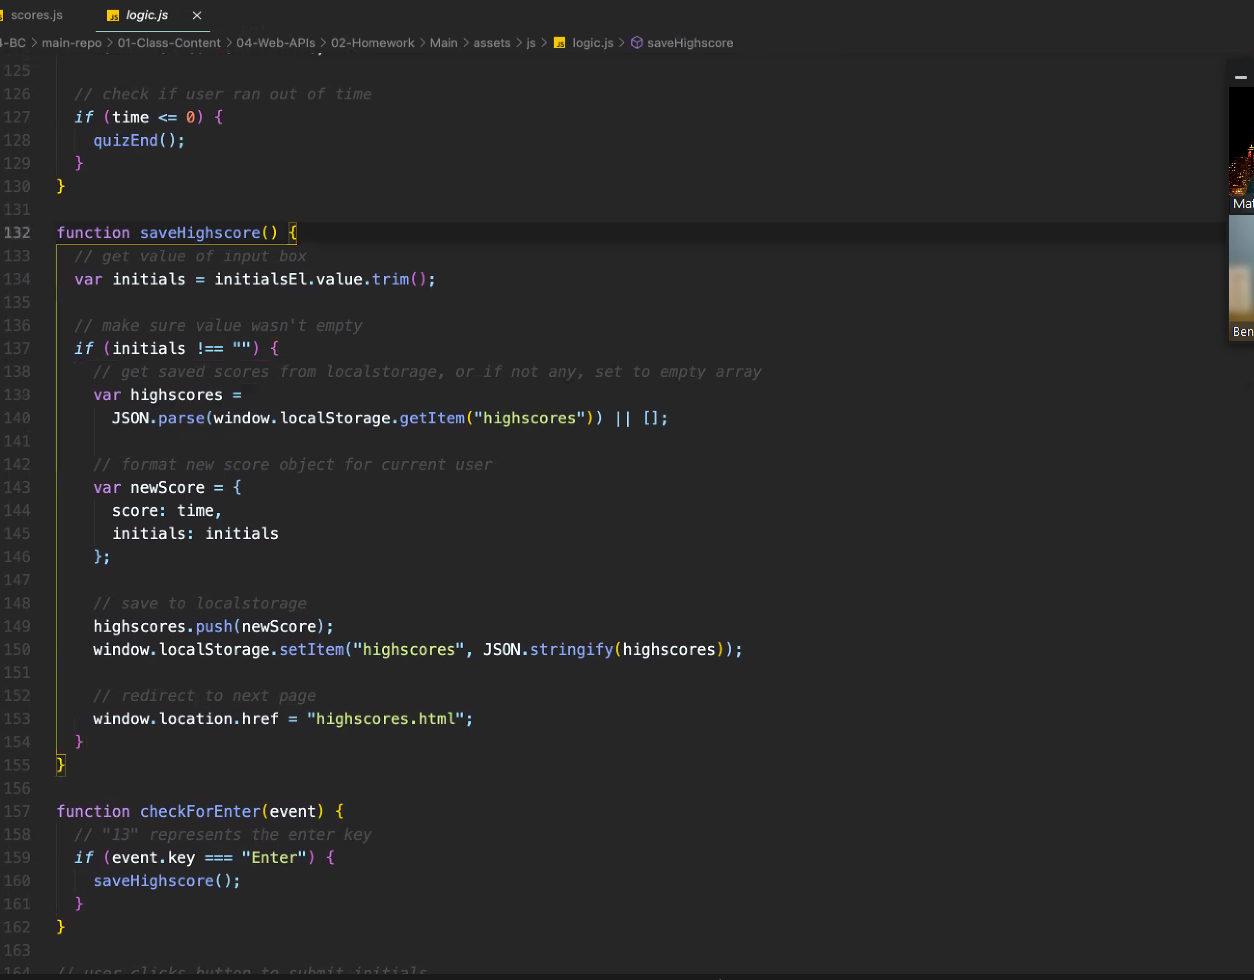 scores.js
logic.js
-BC > main-repo > 01-Class-Content > 04-Web-APIs > 02-Homework > Main > assets > js > JS logic.js > saveHighscore
125
126 // check if user ran out of time
127 if (time <= 0) {
128 quizEnd();
129 }
130 }
131
132 function saveHighscore() {
133 // get value of input box
134 var initials = initialsEl.value.trim();
135
136 // make sure value wasn't empty
137 if (initials !== "") {
138 // get saved scores from localstorage, or if not any, set to empty array
139 var highscores =
140 JSON.parse(window.localStorage.getItem("highscores")) || [];
141
142 // format new score object for current user
143 var newScore = {
144 score: time,
145 initials: initials
146 };
147
148 // save to localstorage
149 highscores.push(newScore);
150 window.localStorage.setItem("highscores", JSON.stringify(highscores));
151
152 // redirect to next page
153 window.location.href = "highscores.html";
154 }
155 }
156
157 function checkForEnter(event) {
158 // "13" represents the enter key
159 if (event.key === "Enter") {
160 saveHighscore();
161 }
162 }
163
164 // user clicks button to submit initials
Mat
Ben